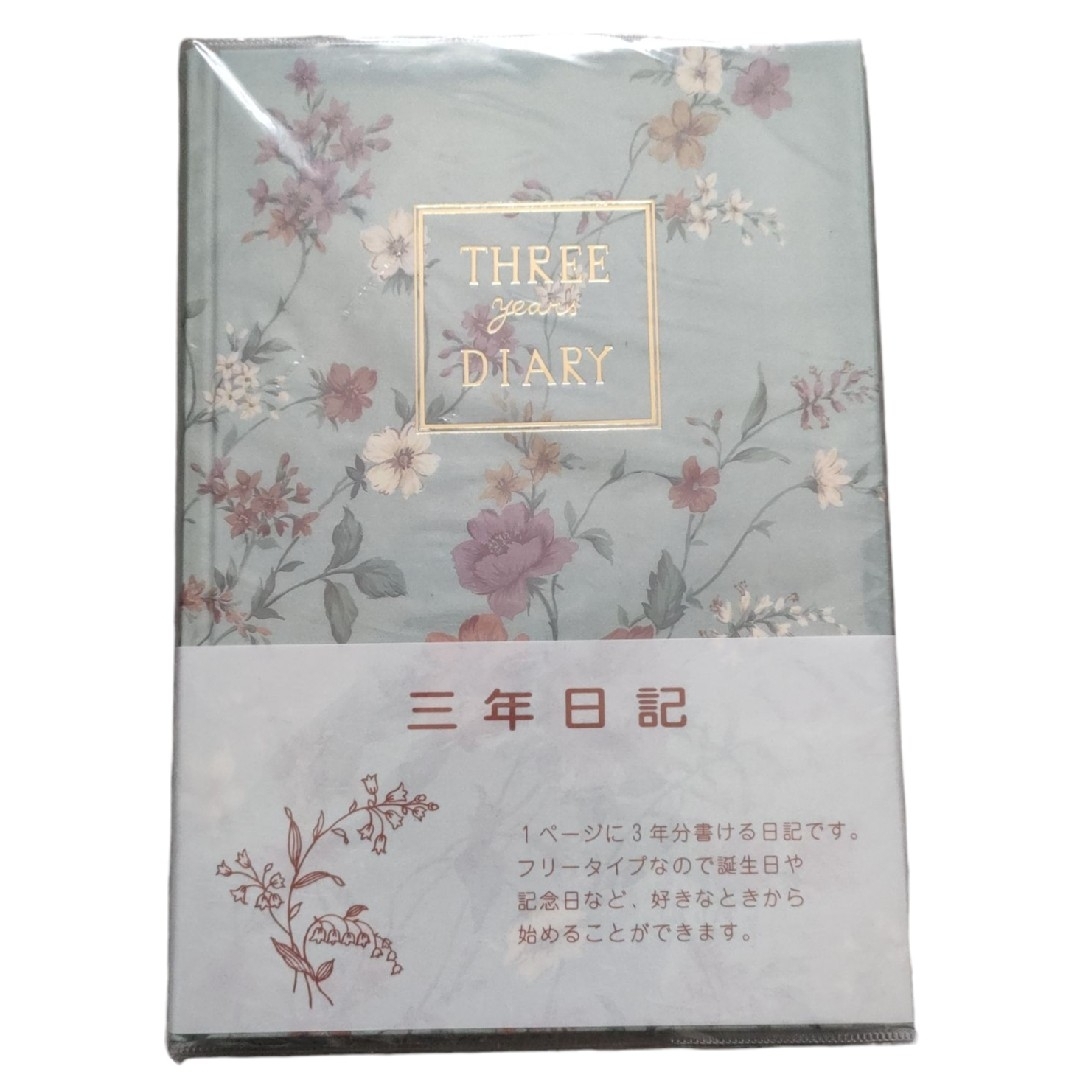 THREE
years
DIARY
三年日記
1ページに3年分書ける日記です。
フリータイプなので誕生日や
記念日など、好きなときから
始めることができます。